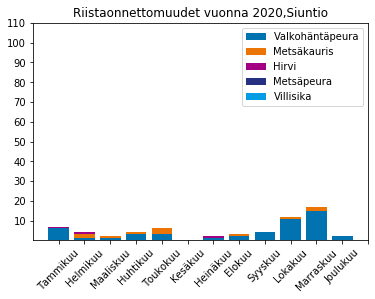 Riistaonnettomuudet vuonna 2020,Siuntio
110
100
90
80
70
60
50
40
30
20
10
Valkohäntäpeura
Metsäkauris
Hirvi
Metsäpeura
Villisika
Tammikuu
Helmikuu
Maaliskuu
Huhtikuu
Toukokuu
Kesäkuu
Heinäkuu
Elokuu
Syyskuu
Lokakuu
Marraskuu
Joulukuu